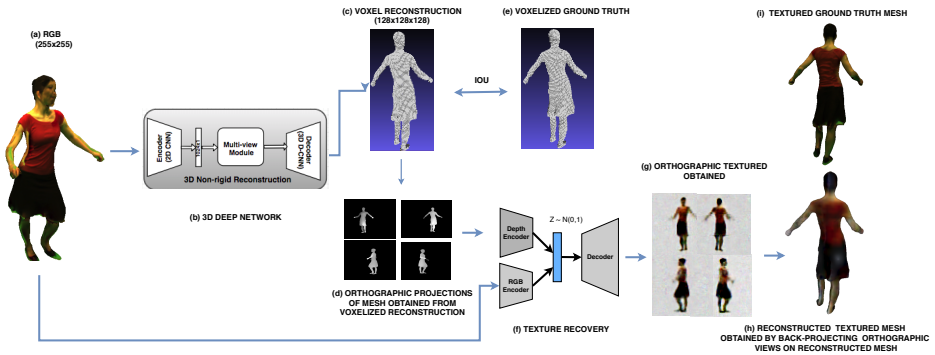 (a) RGB
(255x255)
Encoder
(2D CNN)
Multi-view
Module
Decoder
(3D D-CNN)
3D Non-rigid Reconstruction
(b) 3D DEEP NETWORK
(c) VOXEL RECONSTRUCTION
(128x128x128)
IOU
(e) VOXELIZED GROUND TRUTH
(d) ORTHOGRAPHIC PROJECTIONS
OF MESH OBTAINED FROM
VOXELIZED RECONSTRUCTION
Depth
Encoder
RGB
Encoder
Z ~ N(0,1)
Decoder
(f) TEXTURE RECOVERY
(g) ORTHOGRAPHIC TEXTURED
OBTAINED
(i) TEXTURED GROUND TRUTH MESH
(h) RECONSTRUCTED TEXTURED MESH
OBTAINED BY BACK-PROJECTING ORTHOGRAPHIC
VIEWS ON RECONSTRUCTED MESH